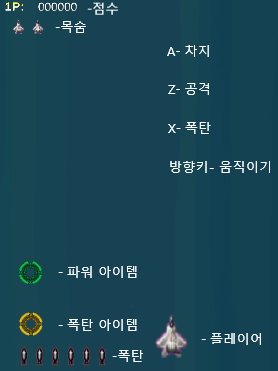 1P: 000000 -점수
-목숨
A- 차지
Z- 공격
X- 폭탄
방향키- 움직이기
- 파워 아이템
- 폭탄 아이템
- 플레이어
-폭탄